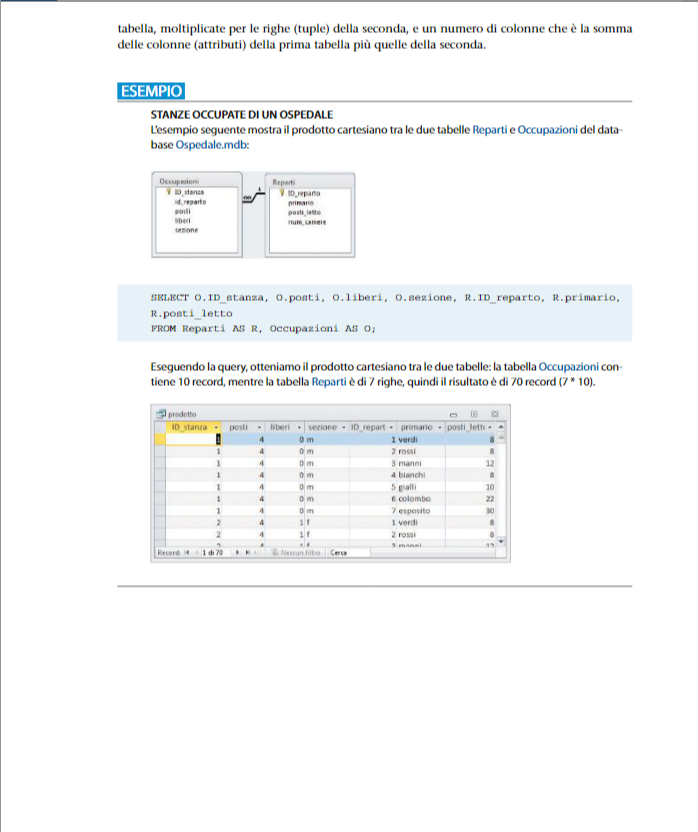 tabella, moltiplicate per le righe (tuple) della seconda, e un numero di colonne che è la somma
delle colonne (attributi) della prima tabella più quelle della seconda.
ESEMPIO
STANZE OCCUPATE DI UN OSPEDALE
L'esempio seguente mostra il prodotto cartesiano tra le due tabelle Reparti e Occupazioni del data-
base Ospedale.mdb:
Occupazioni
ID_stanza
id_reparto
posti
liberi
sezione
Reparti
ID_reparto
primario
posti_letto
num_camere
SELECT O.ID_stanza, O.posti, O.liberi, O.sezione, R.ID_reparto, R.primario,
R.posti_letto
FROM Reparti AS R, Occupazioni AS O;
Eseguendo la query, otteniamo il prodotto cartesiano tra le due tabelle: la tabella Occupazioni con-
tiene 10 record, mentre la tabella Reparti è di 7 righe, quindi il risultato è di 70 record (7 * 10).
prodotto
ID_stanza posti liberi sezione ID_repart primario posti_lett
1 4 0 m 1 verdi 8
1 4 0 m 2 rossi 8
1 4 0 m 3 manni 12
1 4 0 m 4 bianchi 8
1 4 0 m 5 gialli 10
1 4 0 m 6 colombo 22
1 4 0 m 7 esposito 30
2 4 1 f 1 verdi 8
2 4 1 f 2 rossi 8
Record: 1 di 70 Nessun filtro Cerca